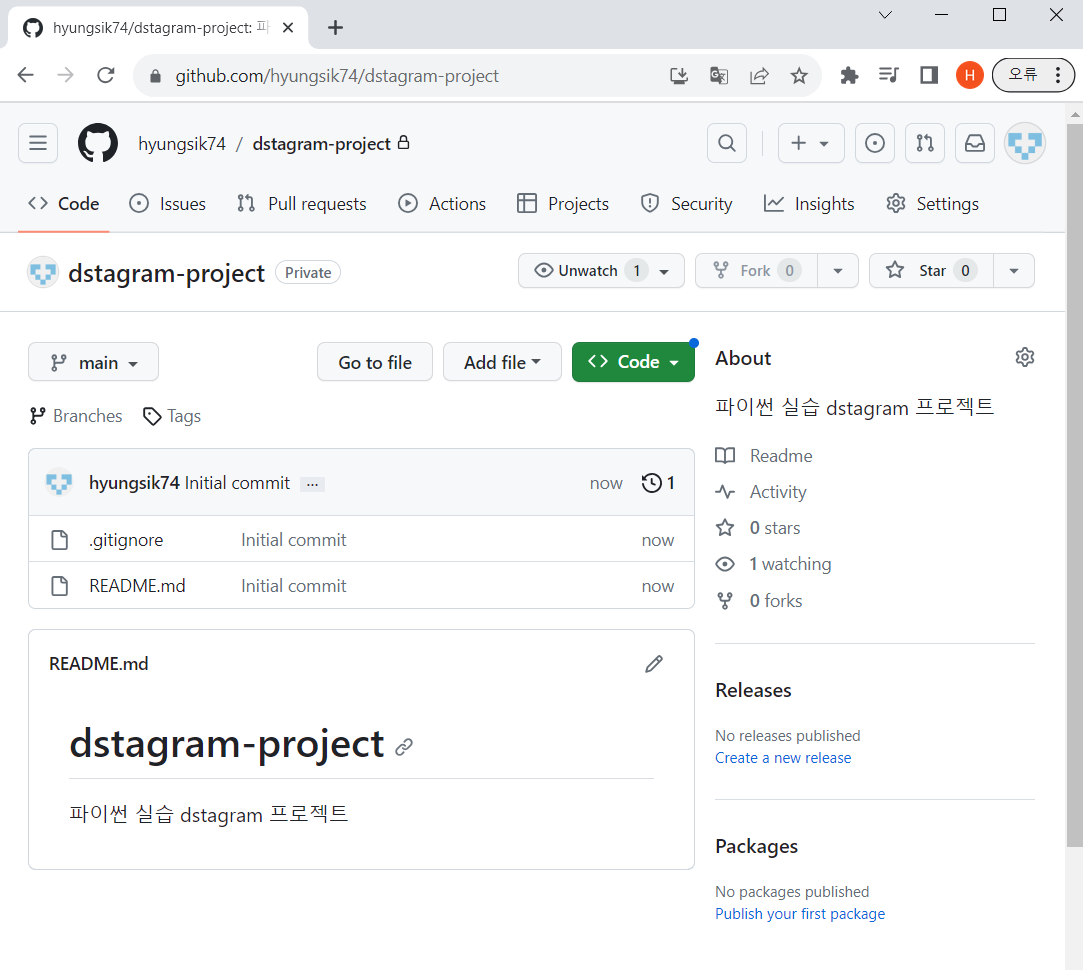 hyungsik74/dstagram-project: 파
github.com/hyungsik74/dstagram-project
H
오류
hyungsik74 / dstagram-project
Code
Issues
Pull requests
Actions
Projects
Security
Insights
Settings
dstagram-project
Private
Unwatch 1
Fork 0
Star 0
main
Go to file
Add file
Code
Branches
Tags
hyungsik74 Initial commit
...
now
1
.gitignore Initial commit now
README.md Initial commit now
README.md
dstagram-project
파이썬 실습 dstagram 프로젝트
About
파이썬 실습 dstagram 프로젝트
Readme
Activity
0 stars
1 watching
0 forks
Releases
No releases published
Create a new release
Packages
No packages published
Publish your first package